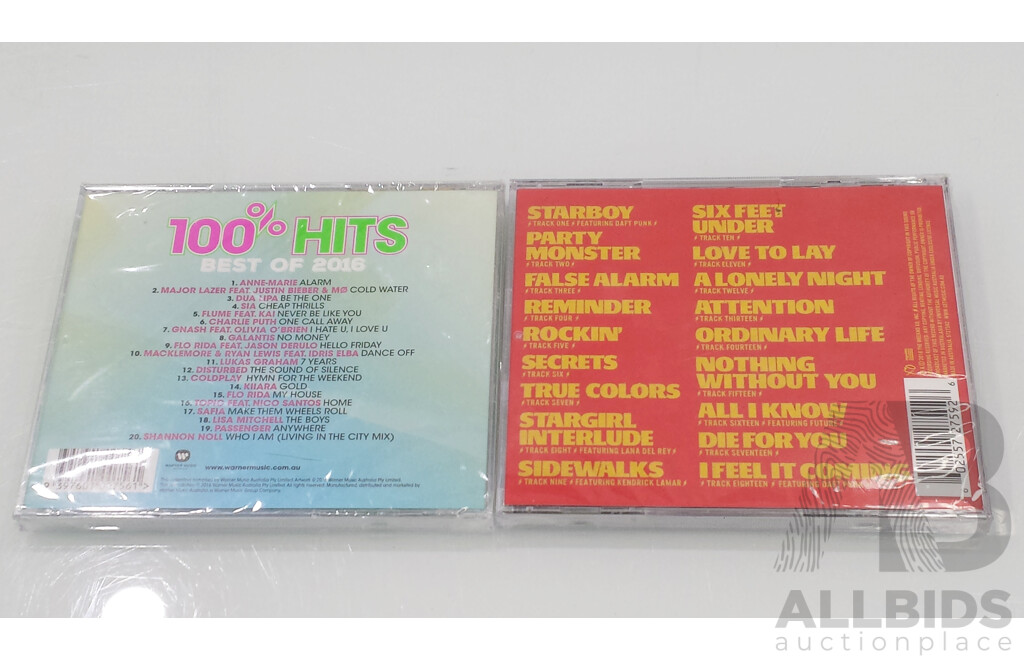 100% HITS
BEST OF 2016
1. ANNE-MARIE ALARM
2. MAJOR LAZER FEAT. JUSTIN BIEBER & MØ COLD WATER
3. DUA LIPA BE THE ONE
4. SIA CHEAP THRILLS
5. FLUME FEAT. KAI NEVER BE LIKE YOU
6. CHARLIE PUTH ONE CALL AWAY
7. GNASH FEAT. OLIVIA O'BRIEN I HATE U, I LOVE U
8. GALANTIS NO MONEY
9. FLO RIDA FEAT. JASON DERULO HELLO FRIDAY
10. MACKLEMORE & RYAN LEWIS FEAT. IDRIS ELBA DANCE OFF
11. LUKAS GRAHAM 7 YEARS
12. DISTURBED THE SOUND OF SILENCE
13. COLDPLAY HYMN FOR THE WEEKEND
14. KIIARA GOLD
15. FLO RIDA MY HOUSE
16. TOPIC FEAT. NICO SANTOS HOME
17. SAFIA MAKE THEM WHEELS ROLL
18. LISA MITCHELL THE BOYS
19. PASSENGER ANYWHERE
20. SHANNON NOLL WHO I AM (LIVING IN THE CITY MIX)
www.warnermusic.com.au
STARBOY
TRACK ONE FEATURING DAFT PUNK
PARTY
MONSTER
TRACK TWO
FALSE ALARM
TRACK THREE
REMINDER
TRACK FOUR
ROCKIN'
TRACK FIVE
SECRETS
TRACK SIX
TRUE COLORS
TRACK SEVEN
STARGIRL
INTERLUDE
TRACK EIGHT FEATURING LANA DEL REY
SIDEWALKS
TRACK NINE FEATURING KENDRICK LAMAR
SIX FEET
UNDER
TRACK TEN
LOVE TO LAY
TRACK ELEVEN
A LONELY NIGHT
TRACK TWELVE
ATTENTION
TRACK THIRTEEN
ORDINARY LIFE
TRACK FOURTEEN
NOTHING
WITHOUT YOU
TRACK FIFTEEN
ALL I KNOW
TRACK SIXTEEN FEATURING FUTURE
DIE FOR YOU
TRACK SEVENTEEN
I FEEL IT COMING
TRACK EIGHTEEN FEATURING DAFT
02557 27592 6
AB
ALLBIDS
auctionplace